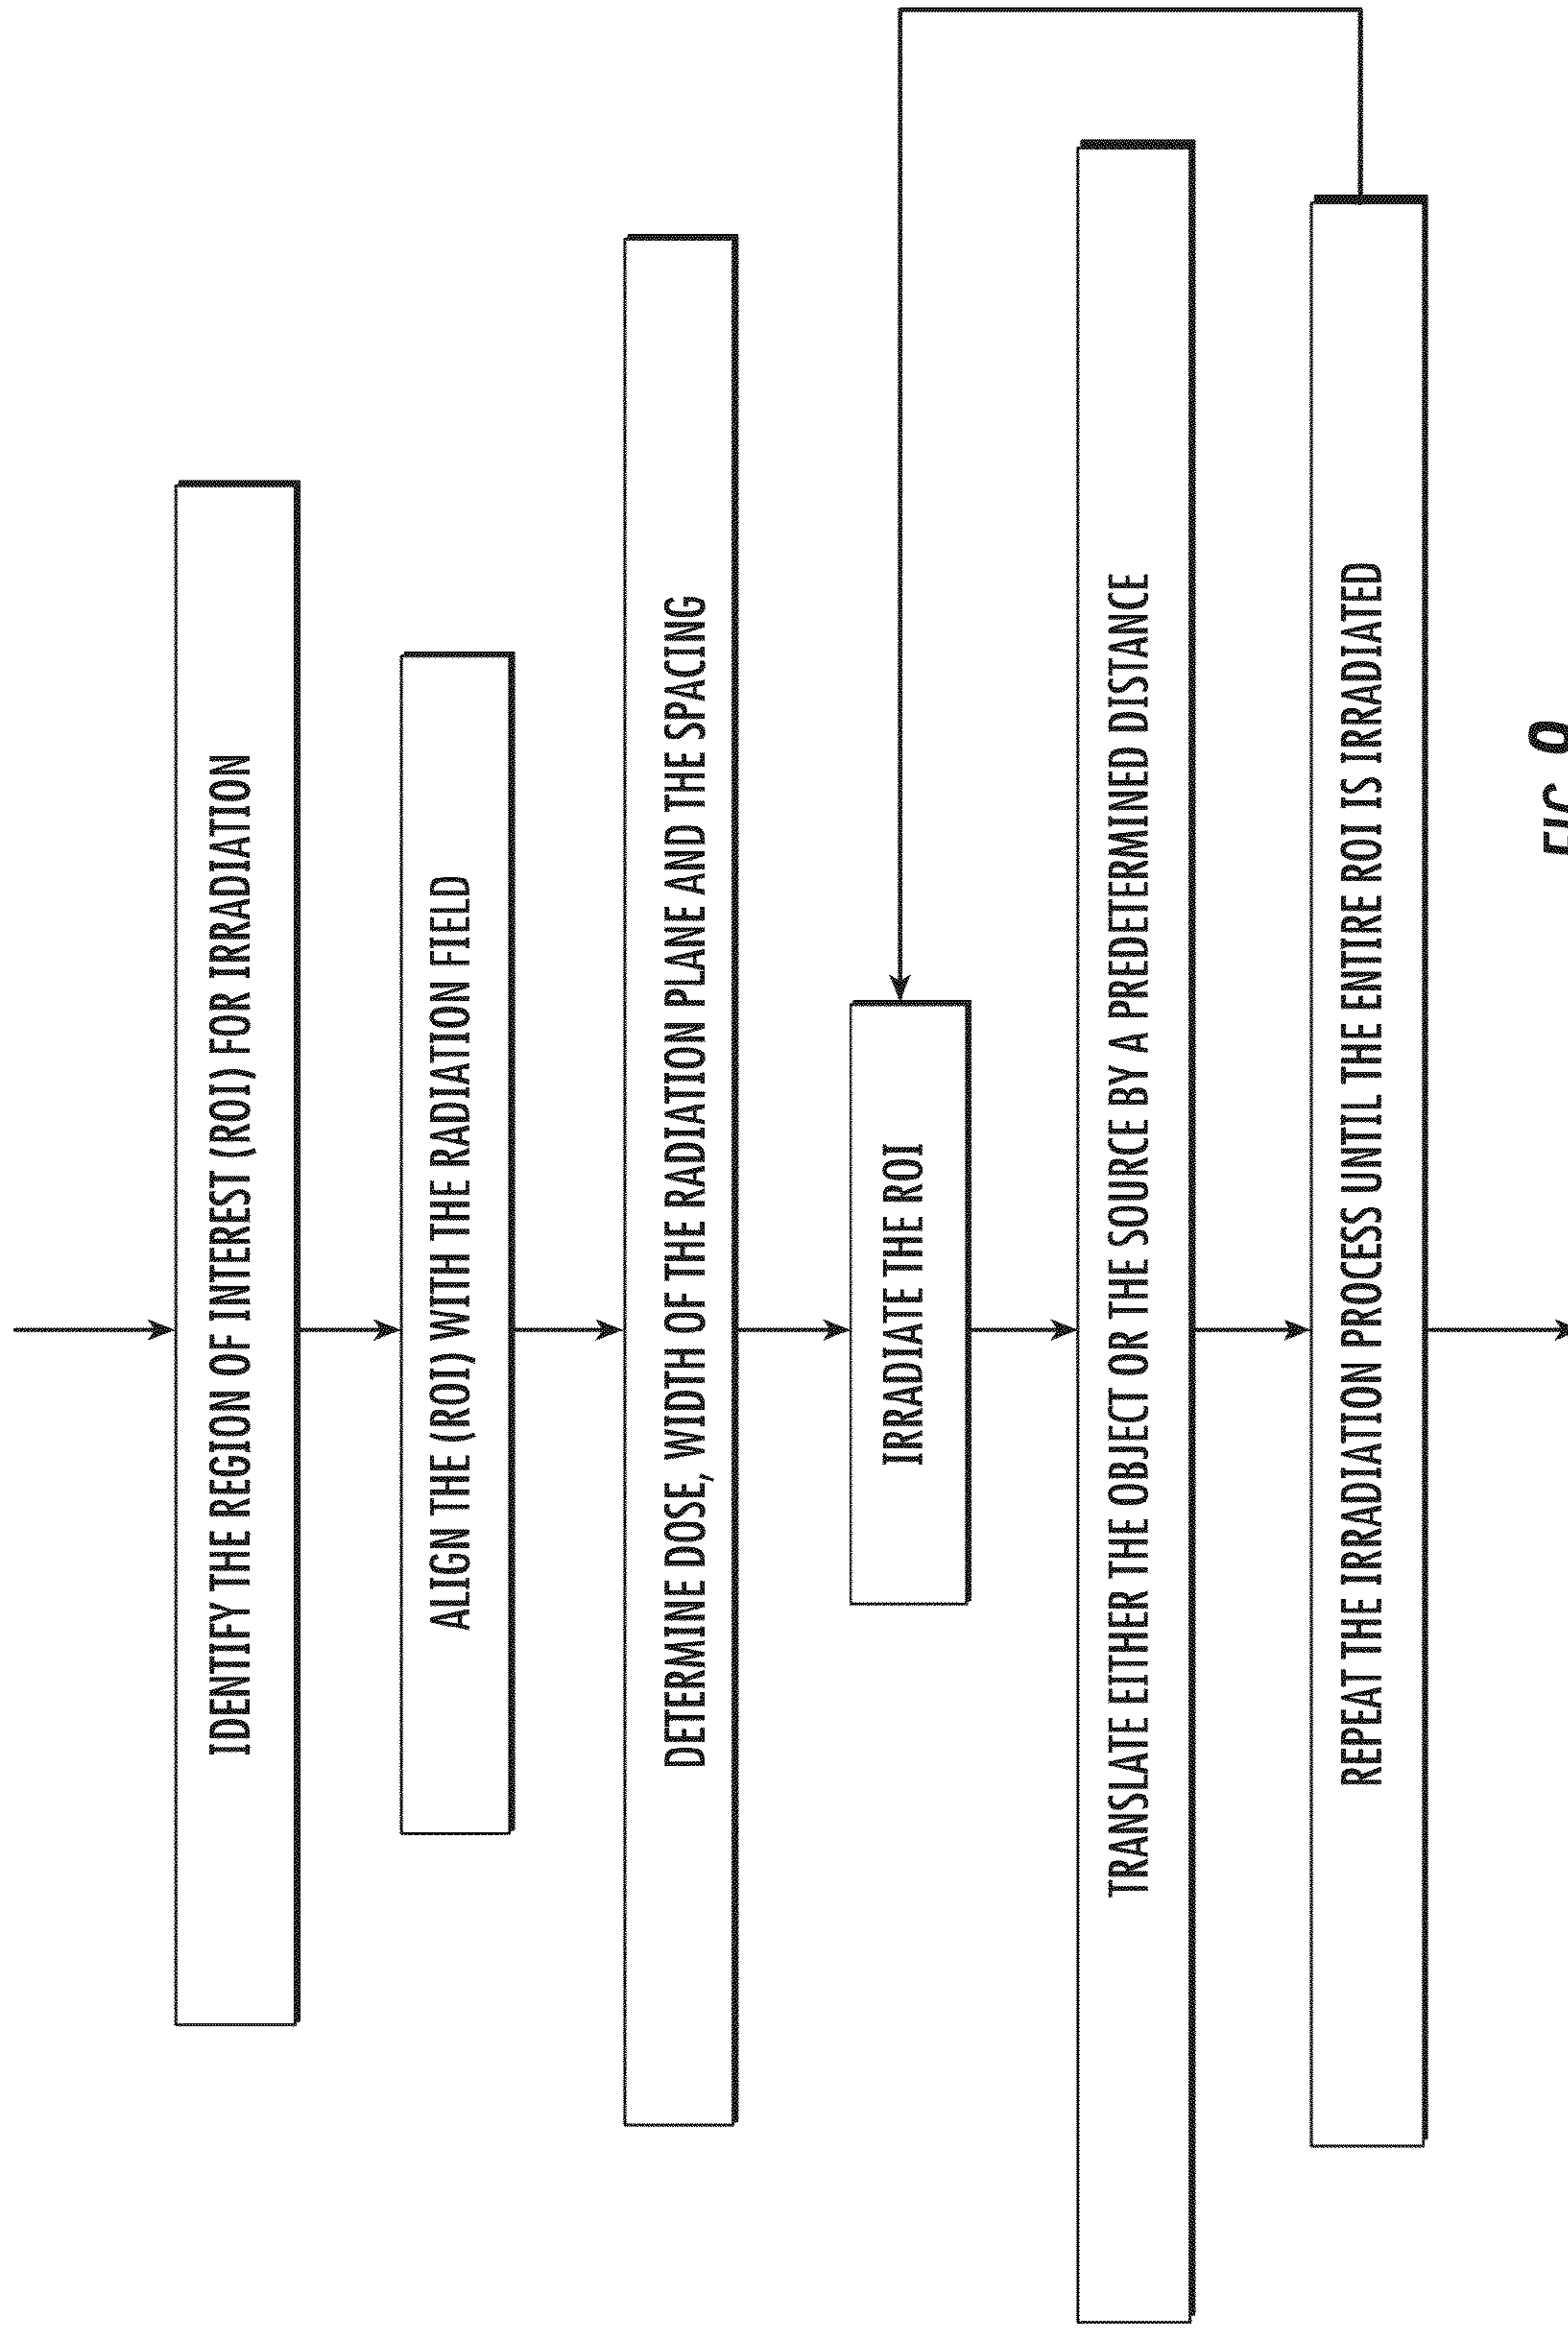 IDENTIFY THE REGION OF INTEREST (ROI) FOR IRRADIATION
ALIGN THE (ROI) WITH THE RADIATION FIELD
DETERMINE DOSE, WIDTH OF THE RADIATION PLANE AND THE SPACING
IRRADIATE THE ROI
TRANSLATE EITHER THE OBJECT OR THE SOURCE BY A PREDETERMINED DISTANCE
REPEAT THE IRRADIATION PROCESS UNTIL THE ENTIRE ROI IS IRRADIATED
FIG.